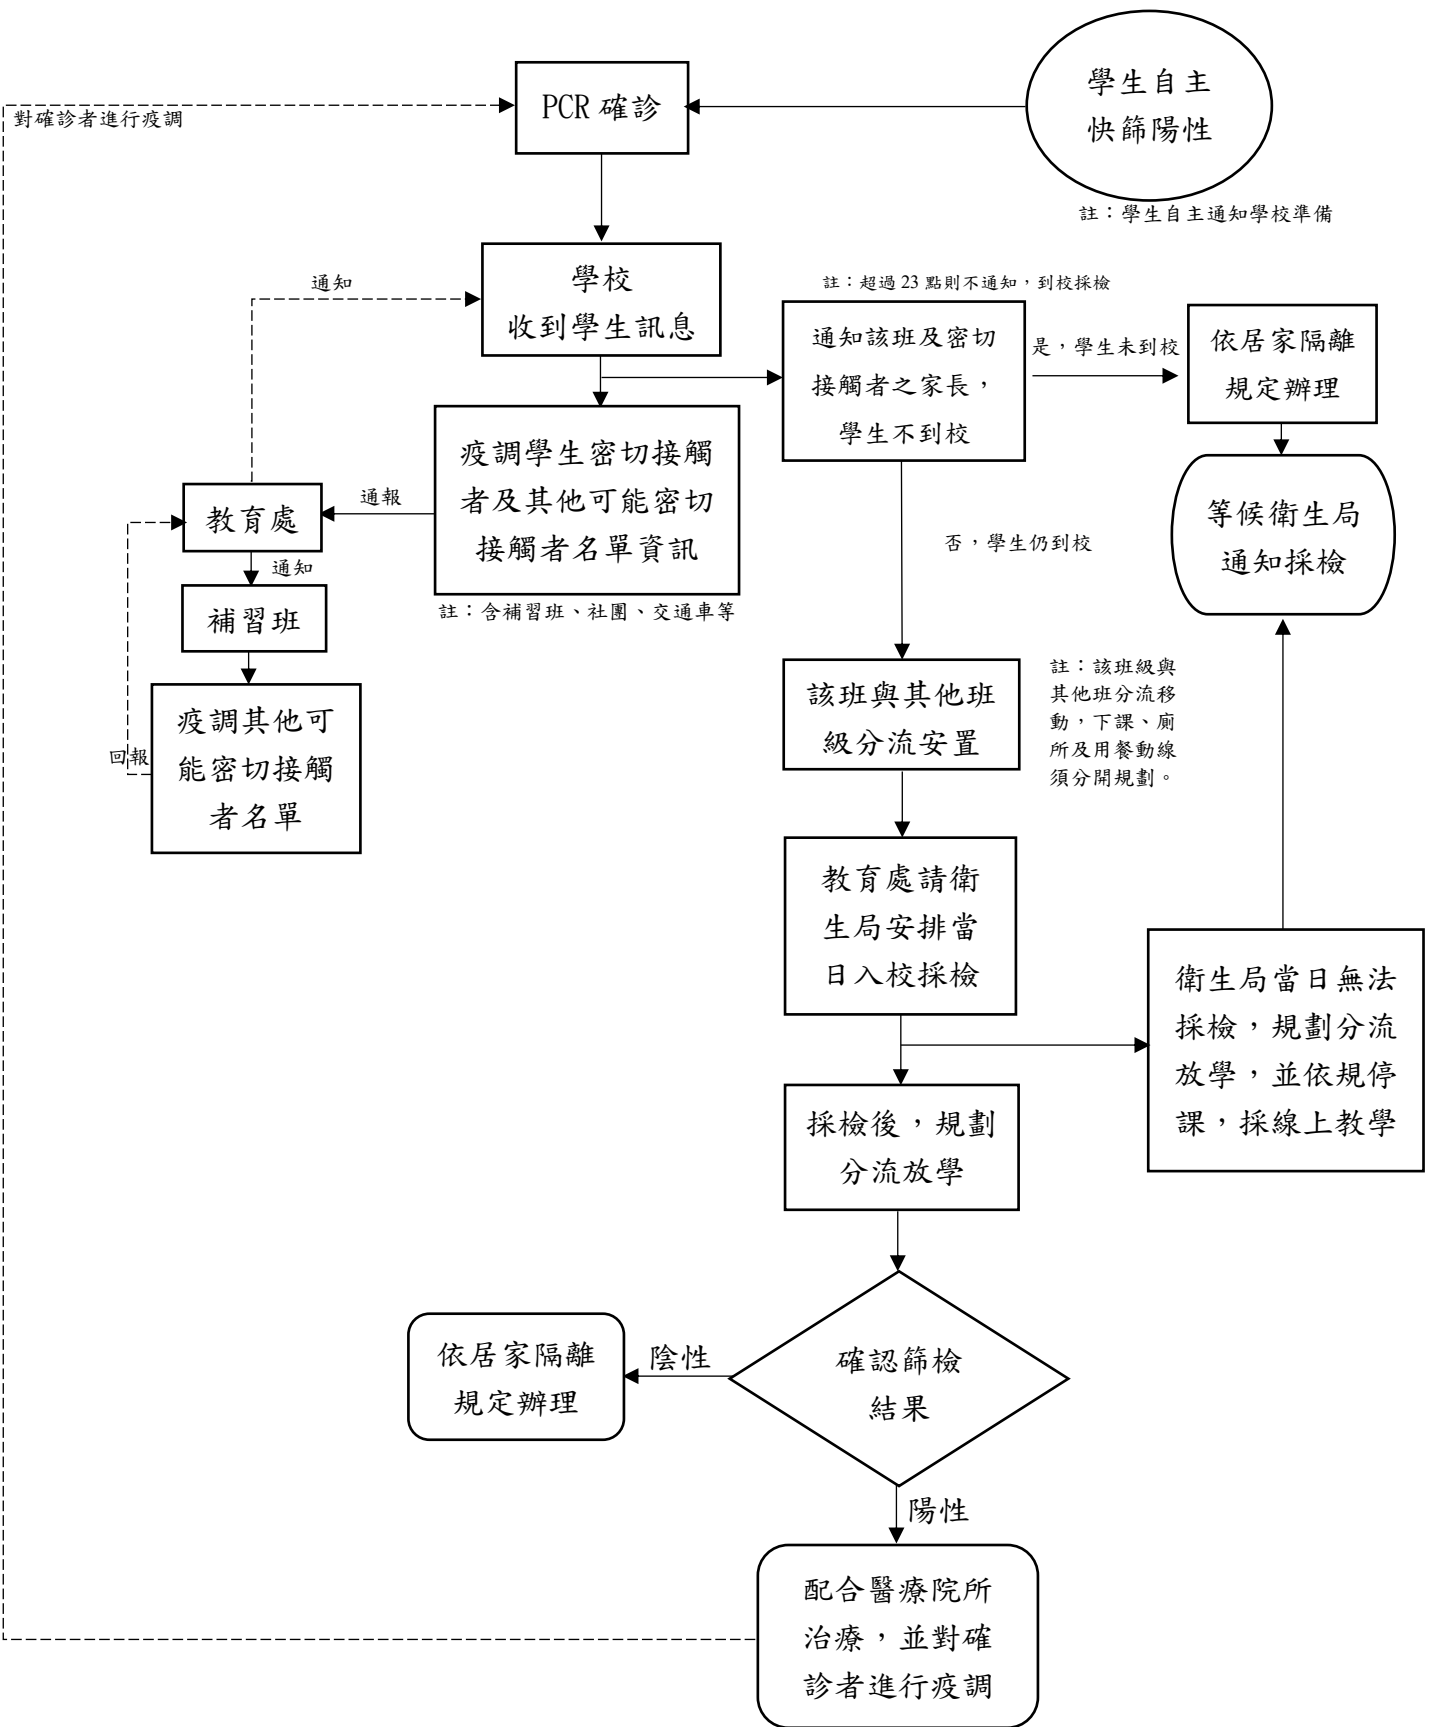 學生自主
快篩陽性
PCR 確診
對確診者進行疫調
註：學生自主通知學校準備
學校
收到學生訊息
通知
註：超過 23 點則不通知，到校採檢
通知該班及密切
接觸者之家長，
學生不到校
是，學生未到校
依居家隔離
規定辦理
疫調學生密切接觸
者及其他可能密切
接觸者名單資訊
通報
教育處
等候衛生局
通知採檢
否，學生仍到校
通知
補習班
註：含補習班、社團、交通車等
該班與其他班
級分流安置
註：該班級與
其他班分流移
動，下課、廁
所及用餐動線
須分開規劃。
疫調其他可
能密切接觸
者名單
回報
教育處請衛
生局安排當
日入校採檢
衛生局當日無法
採檢，規劃分流
放學，並依規停
課，採線上教學
採檢後，規劃
分流放學
確認篩檢
結果
陰性
依居家隔離
規定辦理
陽性
配合醫療院所
治療，並對確
診者進行疫調